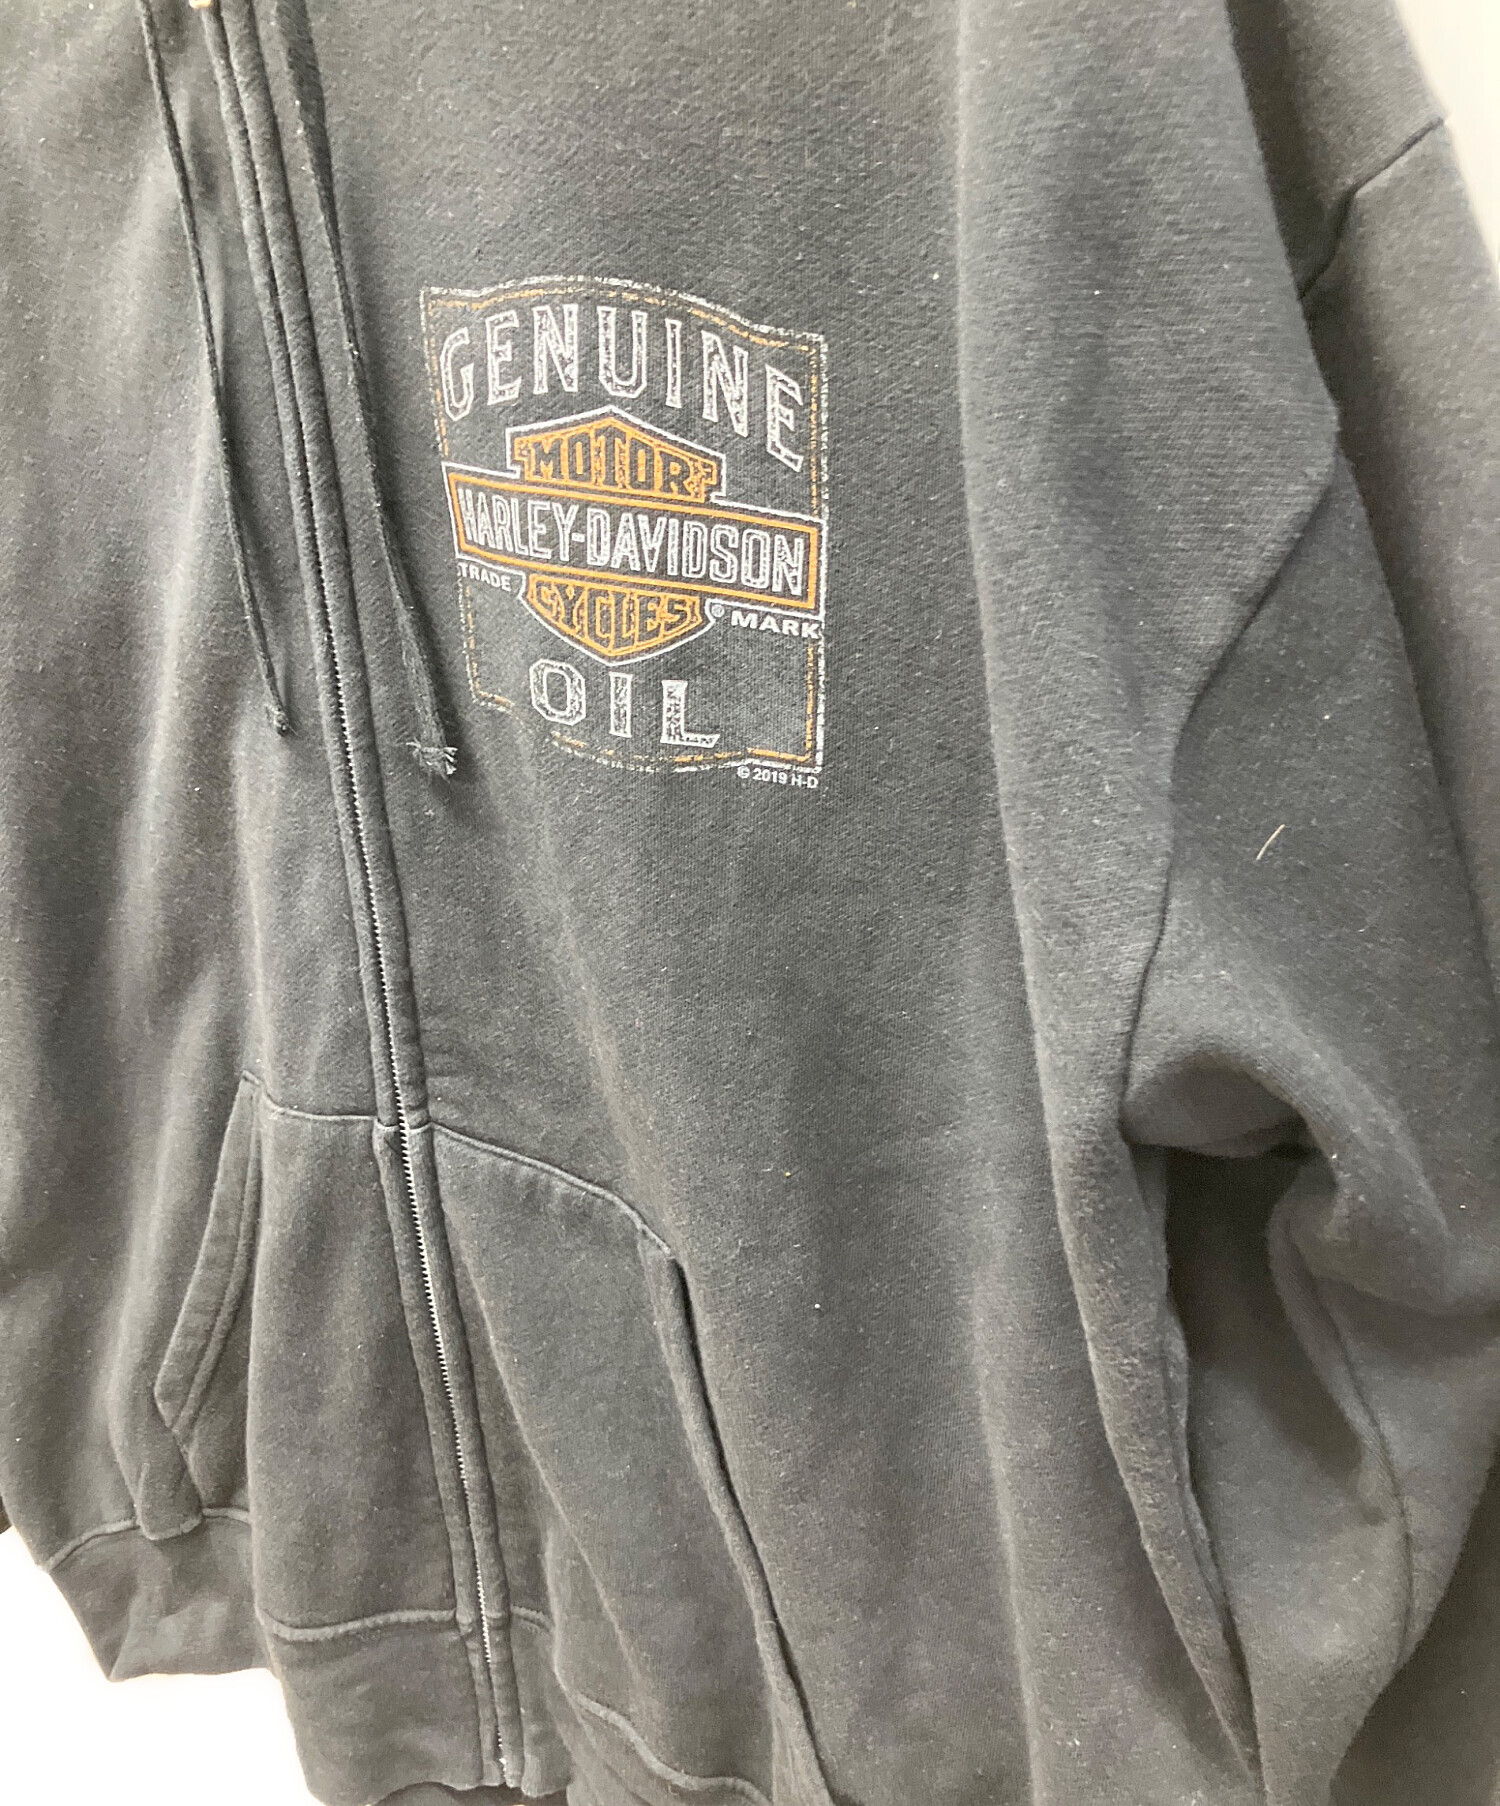 GENUINE
MOTOR
HARLEY-DAVIDSON
TRADE CYCLES ® MARK
OIL
© 2019 H-D